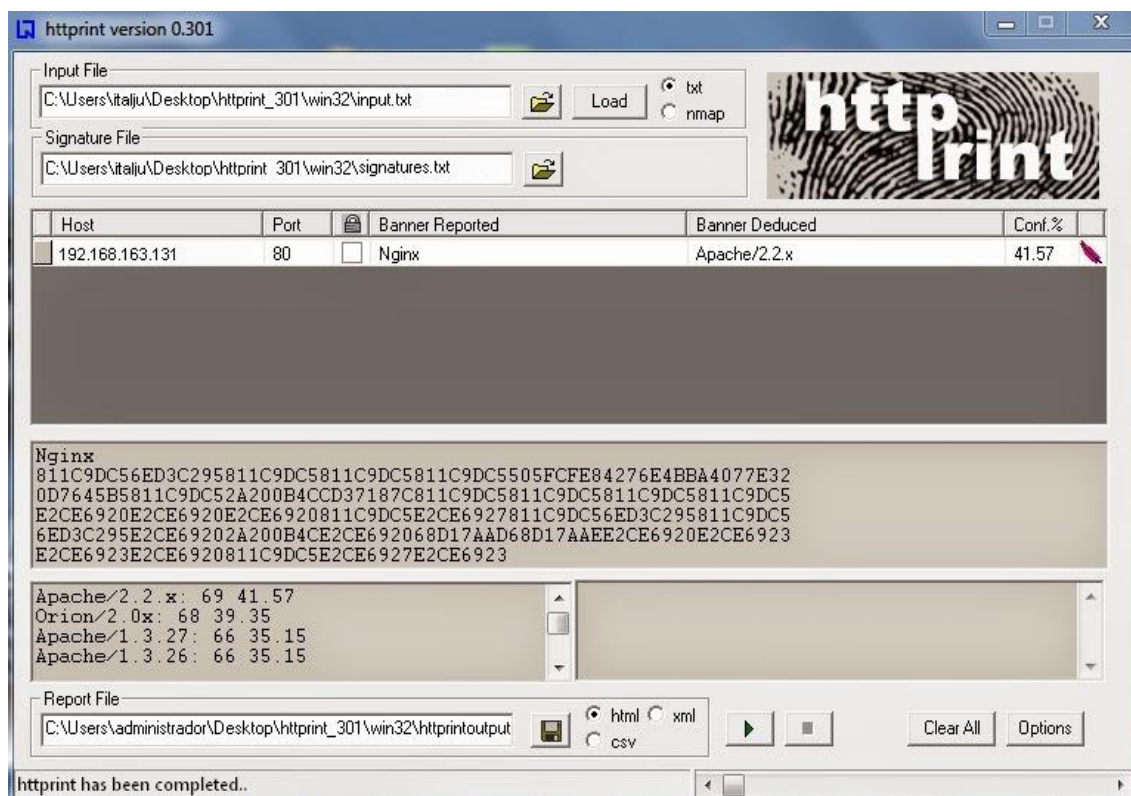 httprint version 0.301
Input File
C:\Users\italju\Desktop\httprint_301\win32\input.txt
Load
txt
nmap
Signature File
C:\Users\italju\Desktop\httprint 301\win32\signatures.txt
http
print
Host Port Banner Reported Banner Deduced Conf.%
192.168.163.131 80 Nginx Apache/2.2.x 41.57
Nginx
811C9DC56ED3C295811C9DC5811C9DC5811C9DC5505FCFE84276E4BBA4077E32
0D7645B5811C9DC52A200B4CCD37187C811C9DC5811C9DC5811C9DC5811C9DC5
E2CE6920E2CE6920E2CE6920811C9DC5E2CE6927811C9DC56ED3C295811C9DC5
6ED3C295E2CE69202A200B4CE2CE692068D17AAD68D17AAEE2CE6920E2CE6923
E2CE6923E2CE6920811C9DC5E2CE6927E2CE6923
Apache/2.2.x: 69 41.57
Orion/2.0x: 68 39.35
Apache/1.3.27: 66 35.15
Apache/1.3.26: 66 35.15
Report File
C:\Users\administrador\Desktop\httprint_301\win32\httprintoutput
html
xml
csv
Clear All
Options
httprint has been completed..